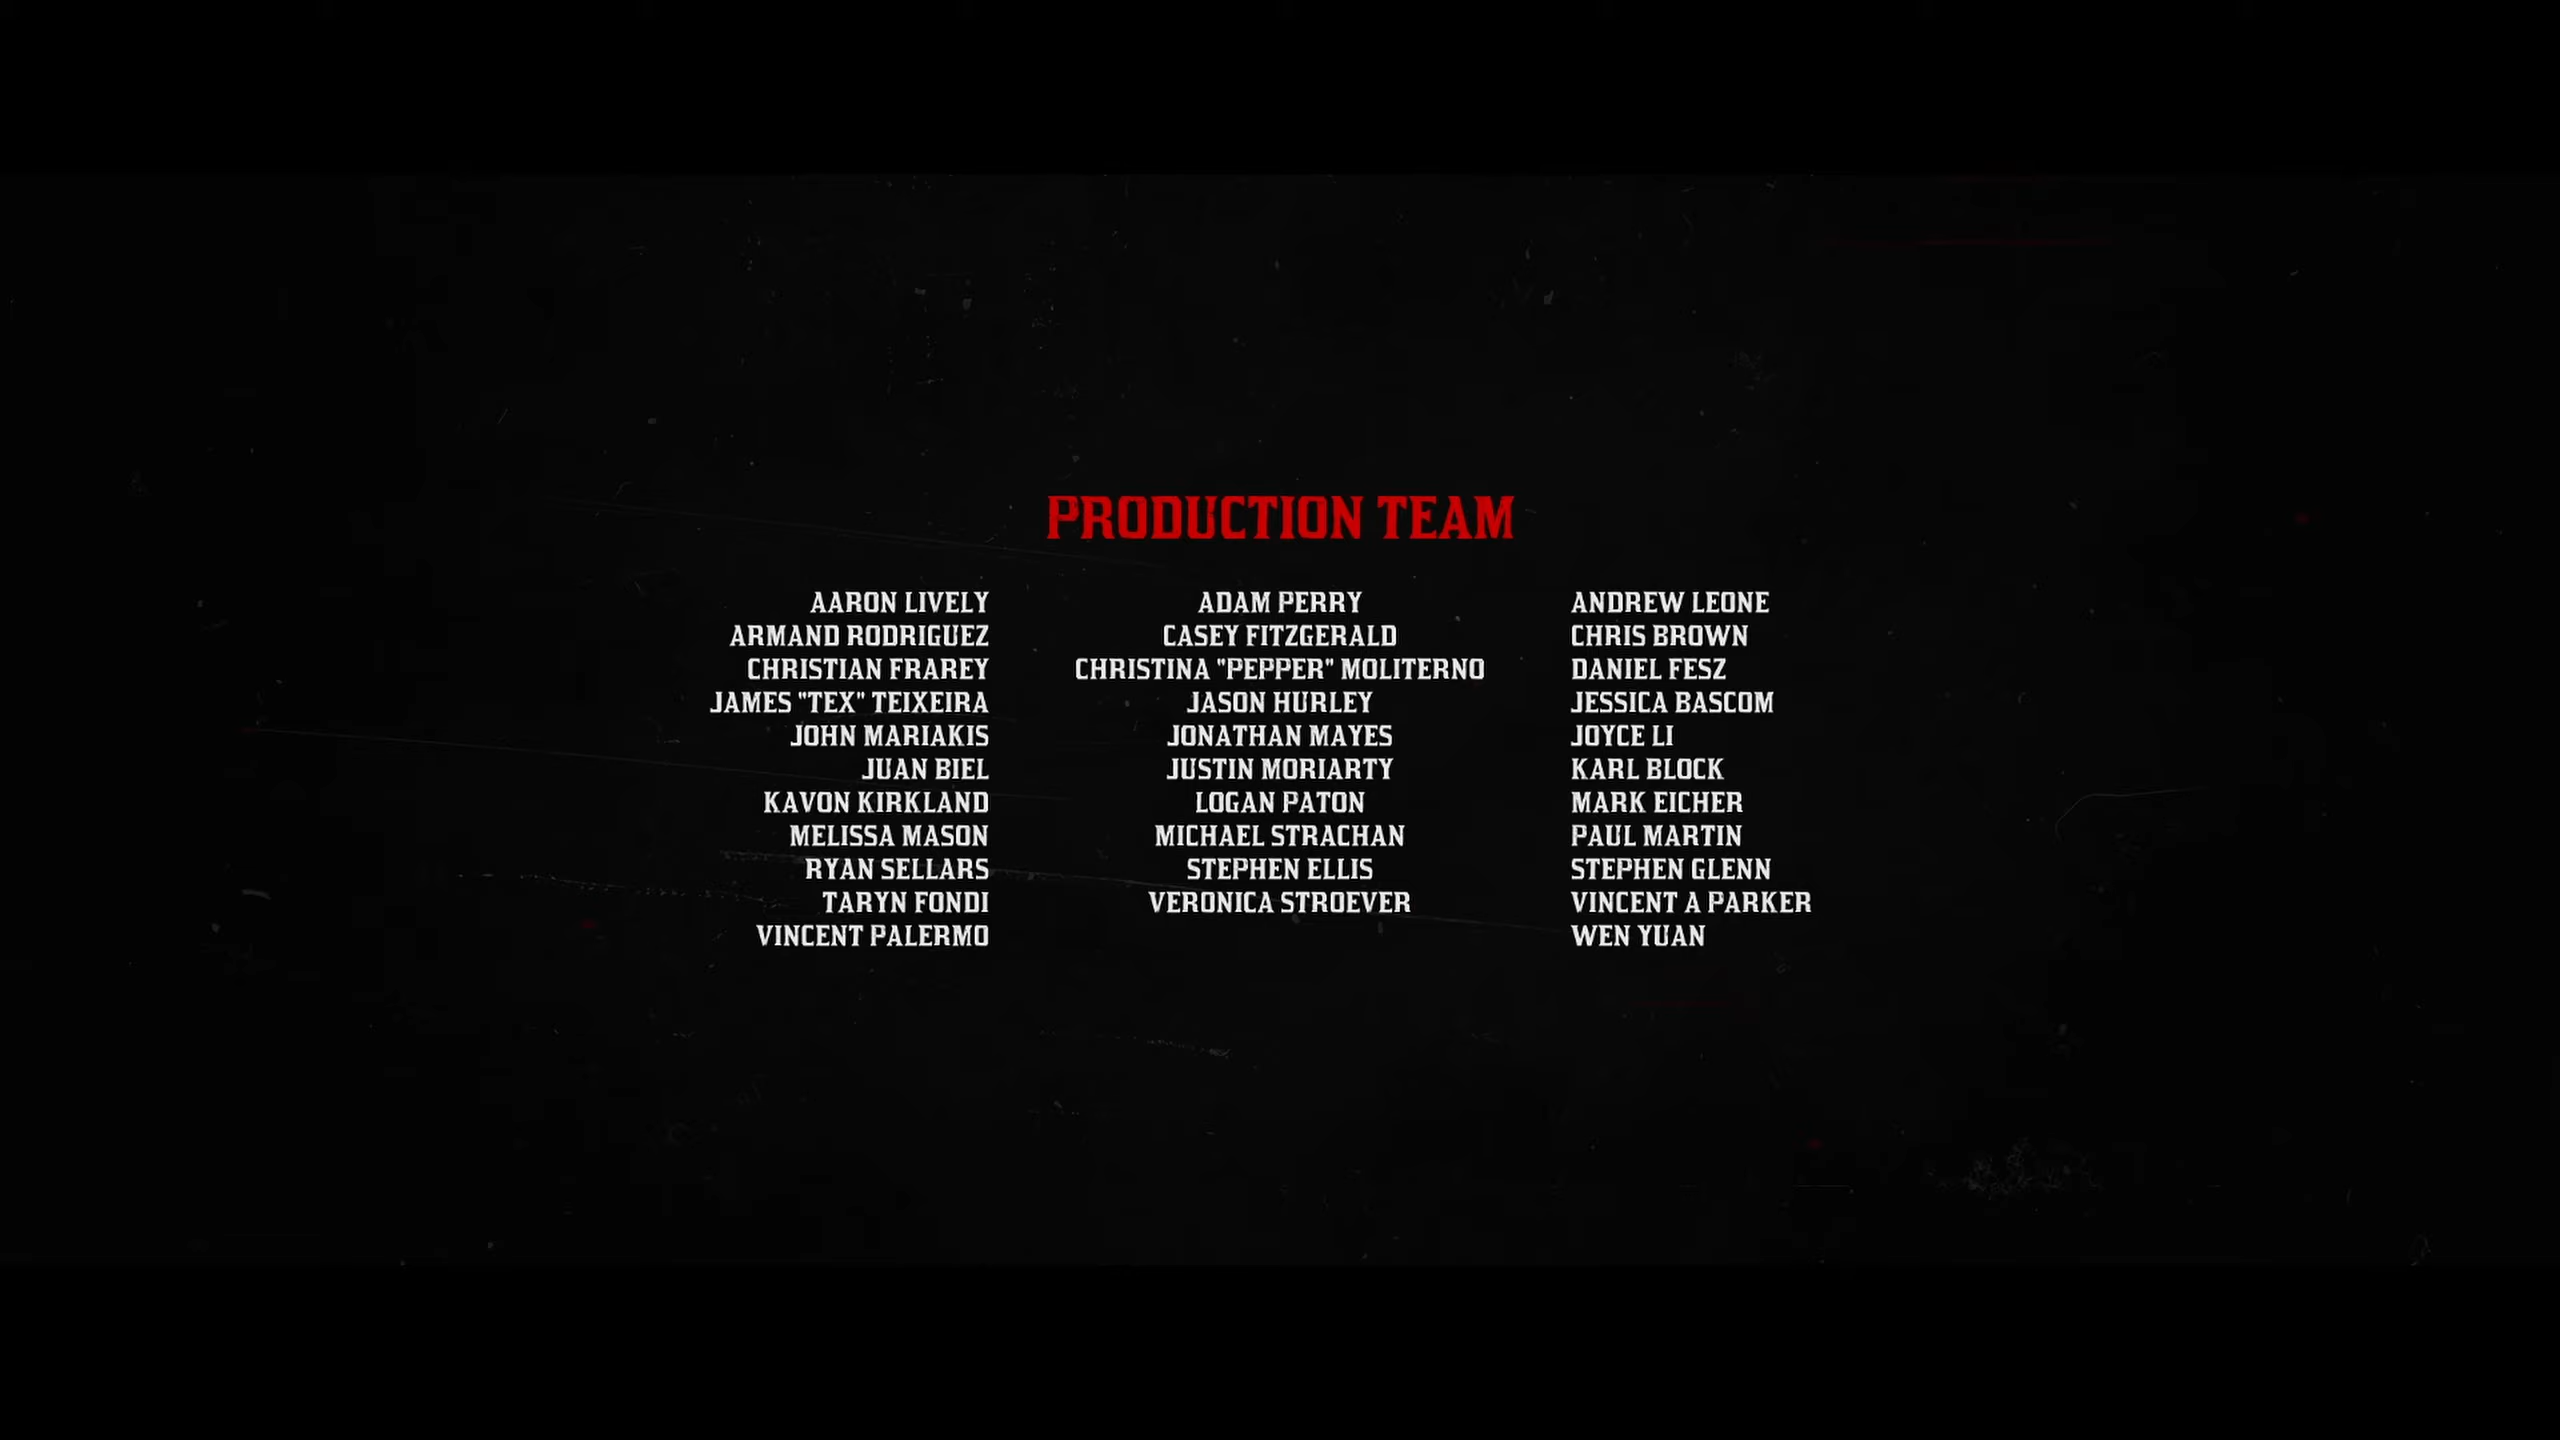 PRODUCTION TEAM
AARON LIVELY ADAM PERRY ANDREW LEONE
ARMAND RODRIGUEZ CASEY FITZGERALD CHRIS BROWN
CHRISTIAN FRAREY CHRISTINA "PEPPER" MOLITERNO DANIEL FESZ
JAMES "TEX" TEIXEIRA JASON HURLEY JESSICA BASCOM
JOHN MARIAKIS JONATHAN MAYES JOYCE LI
JUAN BIEL JUSTIN MORIARTY KARL BLOCK
KAVON KIRKLAND LOGAN PATON MARK EICHER
MELISSA MASON MICHAEL STRACHAN PAUL MARTIN
RYAN SELLARS STEPHEN ELLIS STEPHEN GLENN
TARYN FONDI VERONICA STROEVER VINCENT A PARKER
VINCENT PALERMO WEN YUAN